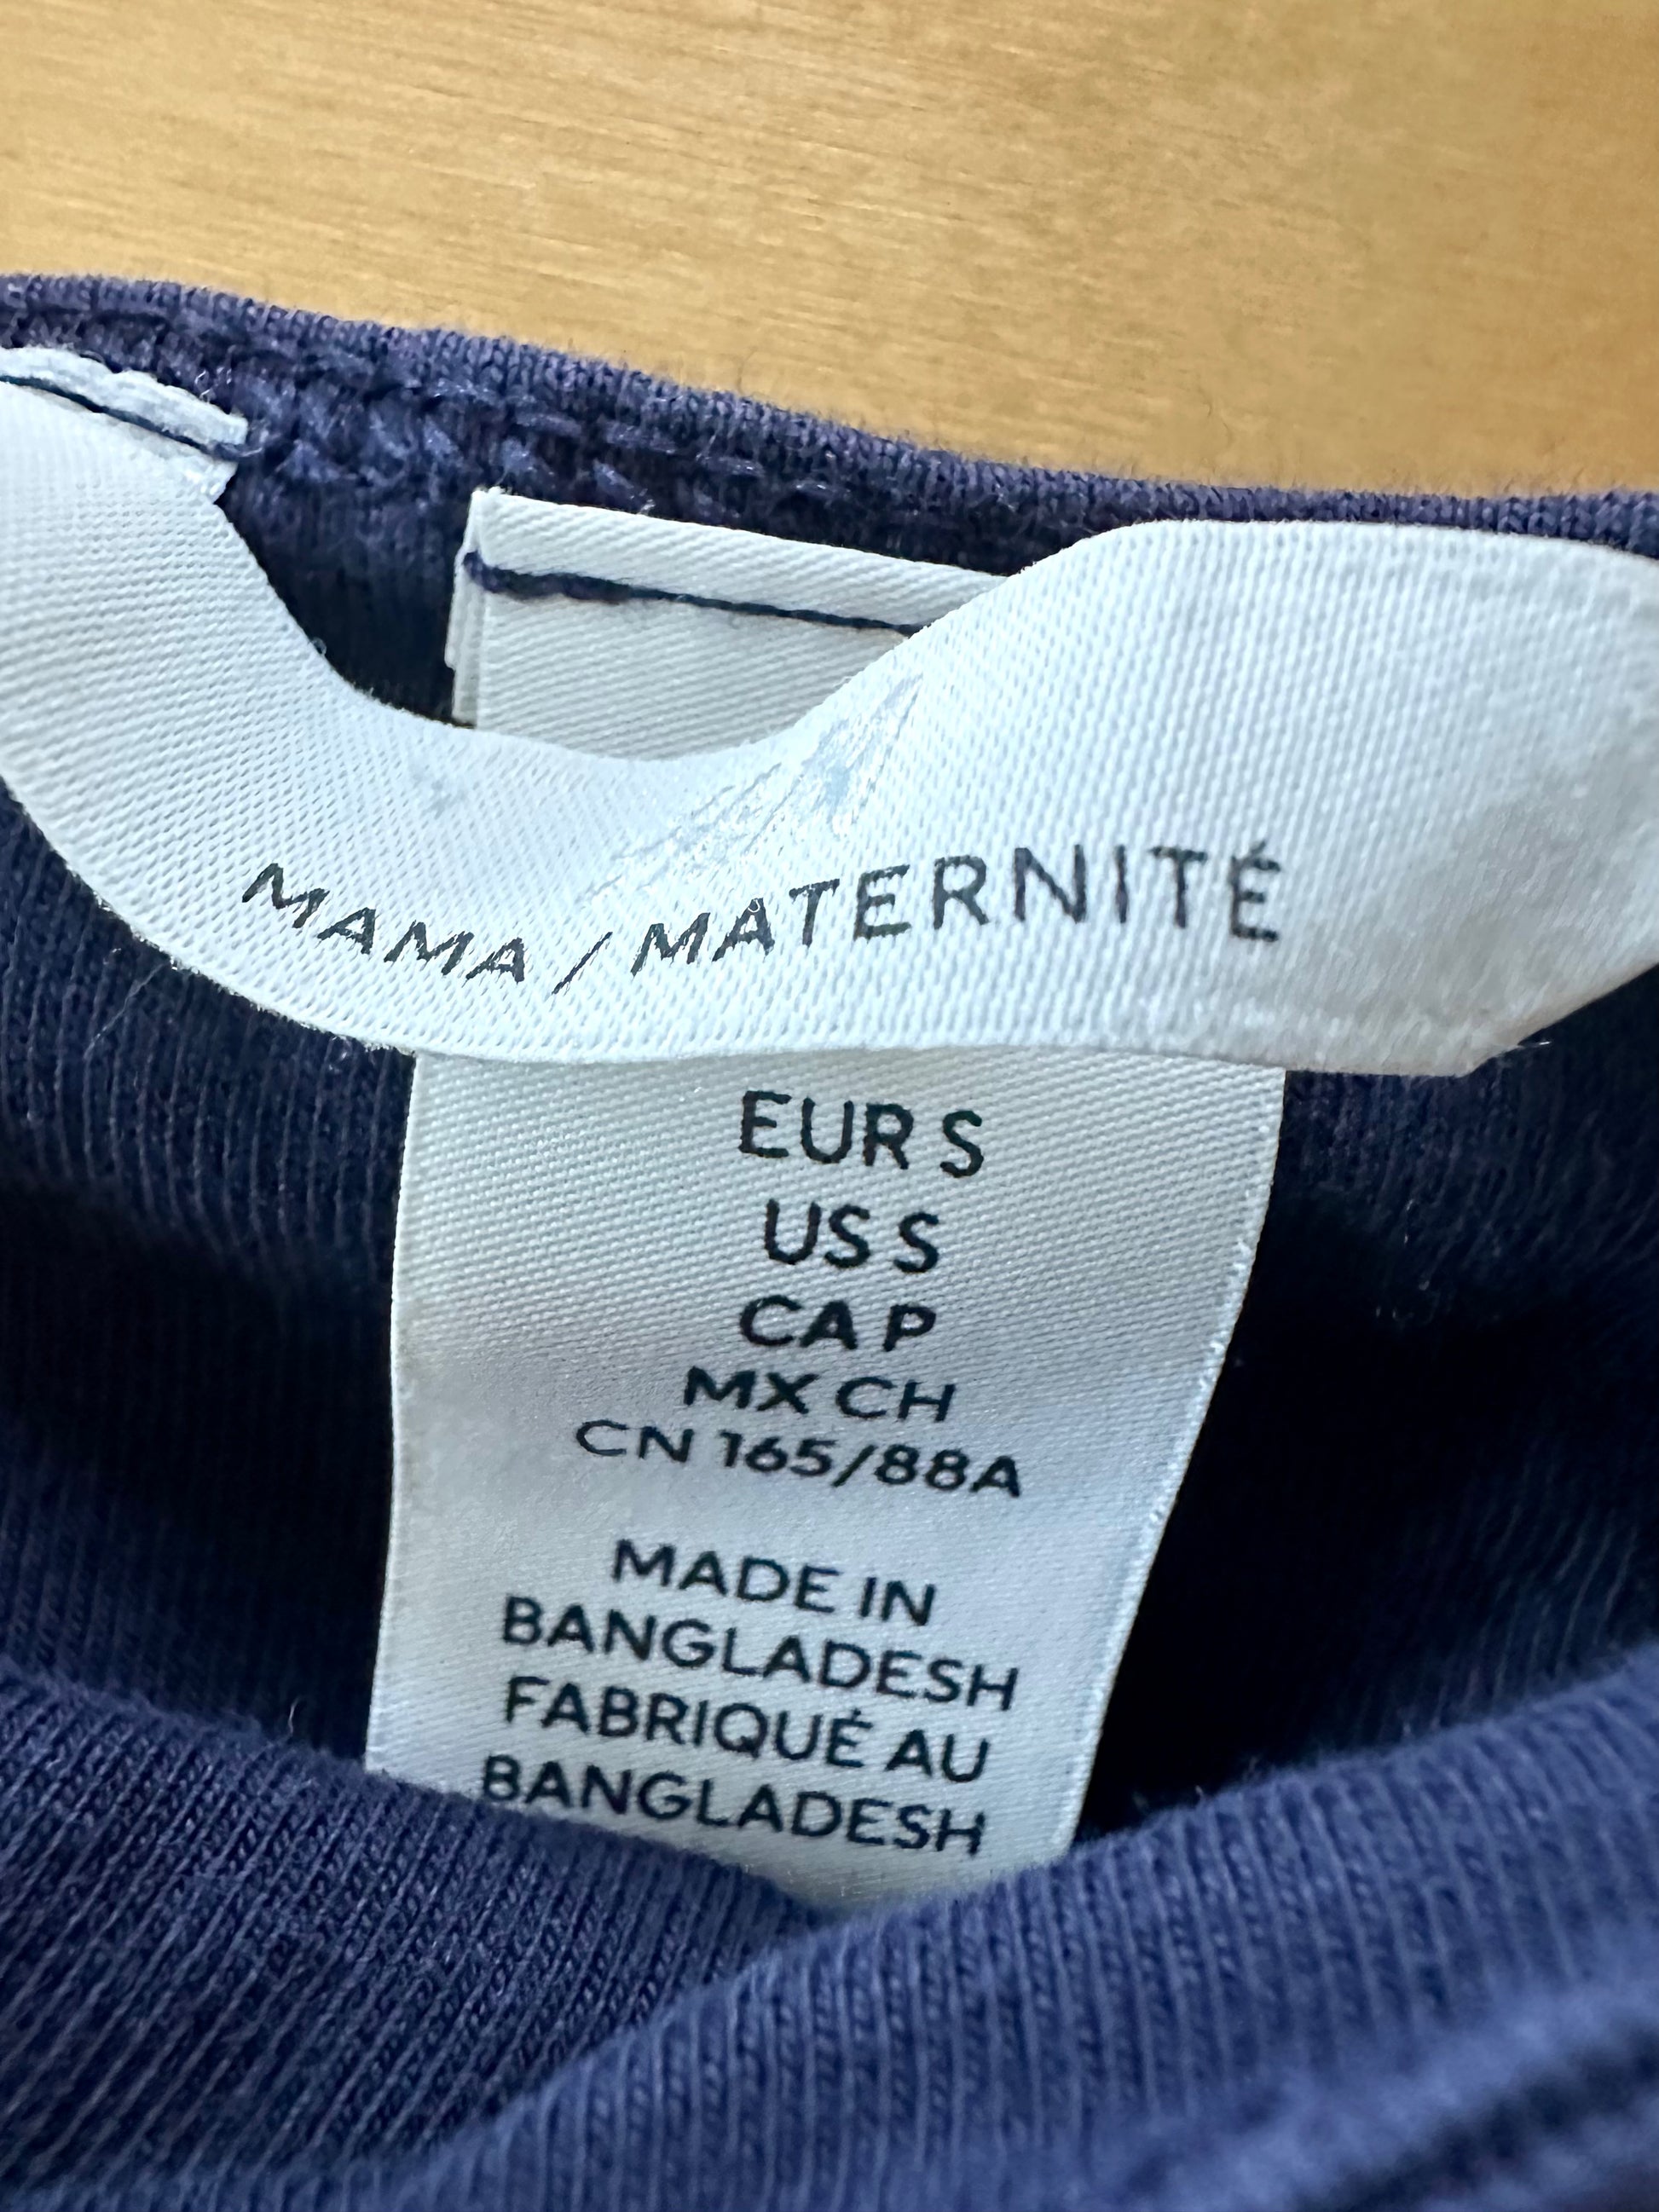 MAMA / MATERNITÉ
EUR S
US S
CA P
MX CH
CN 165/88A
MADE IN
BANGLADESH
FABRIQUÉ AU
BANGLADESH